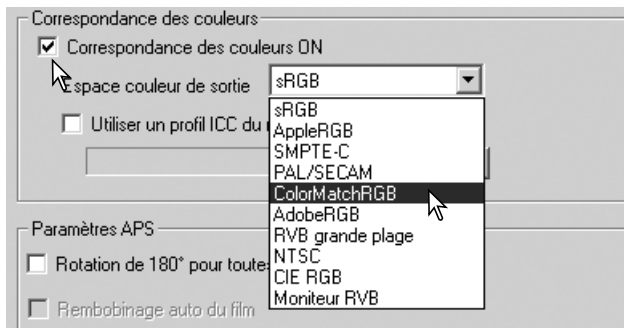 Correspondance des couleurs
Correspondance des couleurs ON
Espace couleur de sortie sRGB
sRGB
Utiliser un profil ICC du
AppleRGB
SMPTE-C
PAL/SECAM
ColorMatchRGB
AdobeRGB
RVB grande plage
NTSC
CIE RGB
Moniteur RVB
Paramètres APS
Rotation de 180° pour toute
Rembobinage auto du film